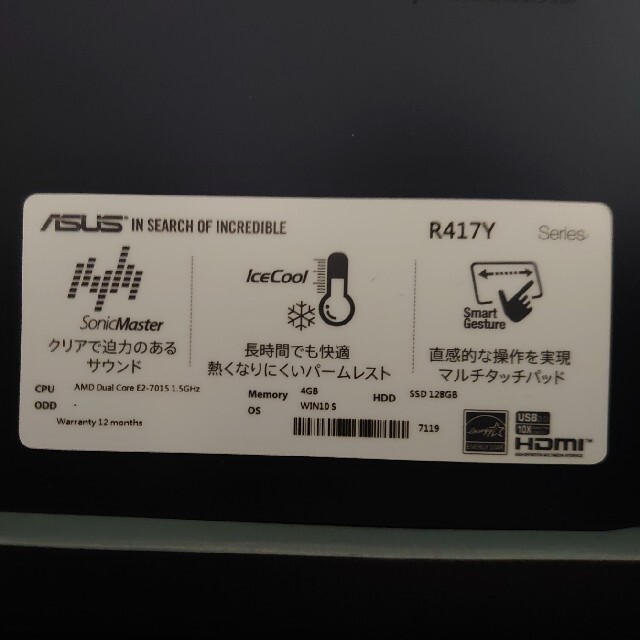 ASUS IN SEARCH OF INCREDIBLE
R417Y Series
SonicMaster
クリアで迫力のある
サウンド
IceCool
長時間でも快適
熱くなりにくいパームレスト
Smart
Gesture
直感的な操作を実現
マルチタッチパッド
CPU AMD Dual Core E2-7015 1.5GHz
Memory 4GB
HDD SSD 128GB
ODD -
OS WIN10 S
Warranty 12 months
7119
USB
10X
HDMI